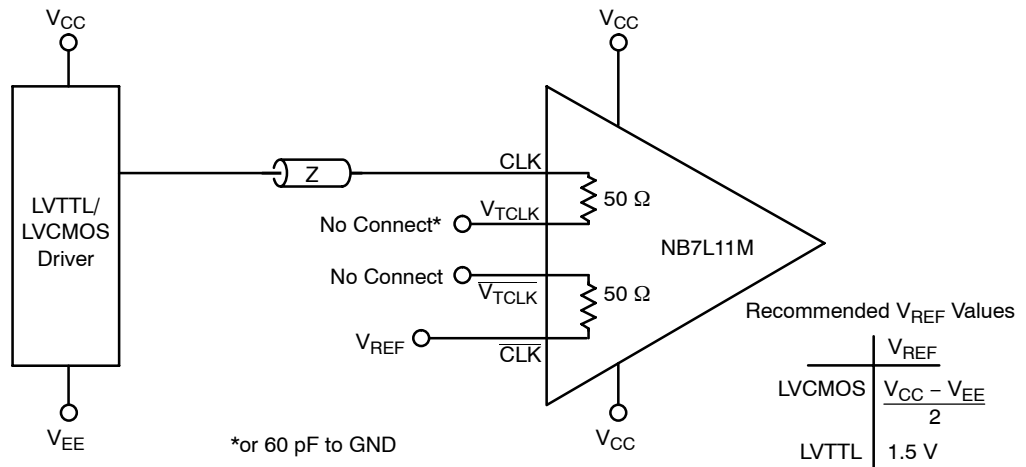 VCC
VCC
LVTTL/
LVCMOS
Driver
Z
CLK
50 Ω
No Connect*
VTCLK
NB7L11M
No Connect
VTCLK
50 Ω
VREF
CLK
VEE
VCC
*or 60 pF to GND
Recommended VREF Values
VREF
LVCMOS
VCC – VEE
2
LVTTL
1.5 V